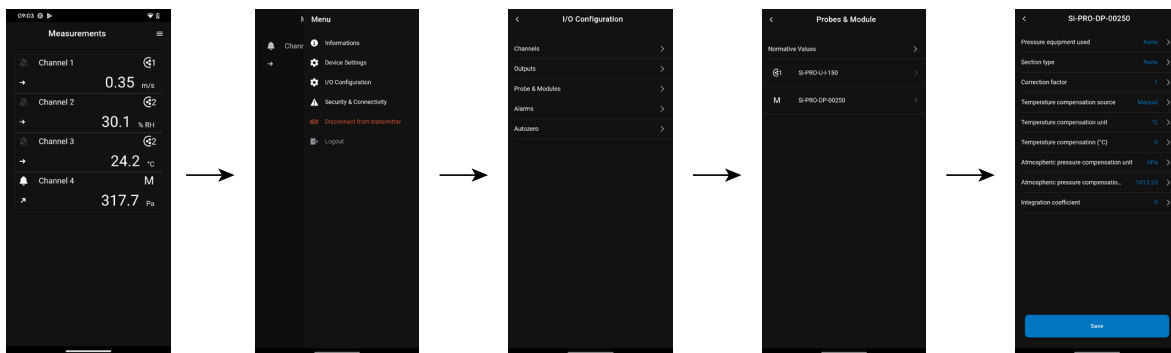 09:03
Measurements
Channel 1 1
0.35 m/s
Channel 2 2
30.1 % RH
Channel 3 2
24.2 °C
Channel 4 M
317.7 Pa
Menu
Chann
Informations
Device Settings
I/O Configuration
Security & Connectivity
Disconnect from transmitter
Logout
I/O Configuration
Channels
Outputs
Probe & Modules
Alarms
Autozero
Probes & Module
Normative Values
1 Si-PRO-U-I-150
M Si-PRO-DP-00250
Si-PRO-DP-00250
Pressure equipment used None
Section type None
Correction factor 1
Temperature compensation source Manual
Temperature compensation unit °C
Temperature compensation (°C) 0
Atmospheric pressure compensation unit hPa
Atmospheric pressure compensatio... 1013.25
Integration coefficient 0
Save